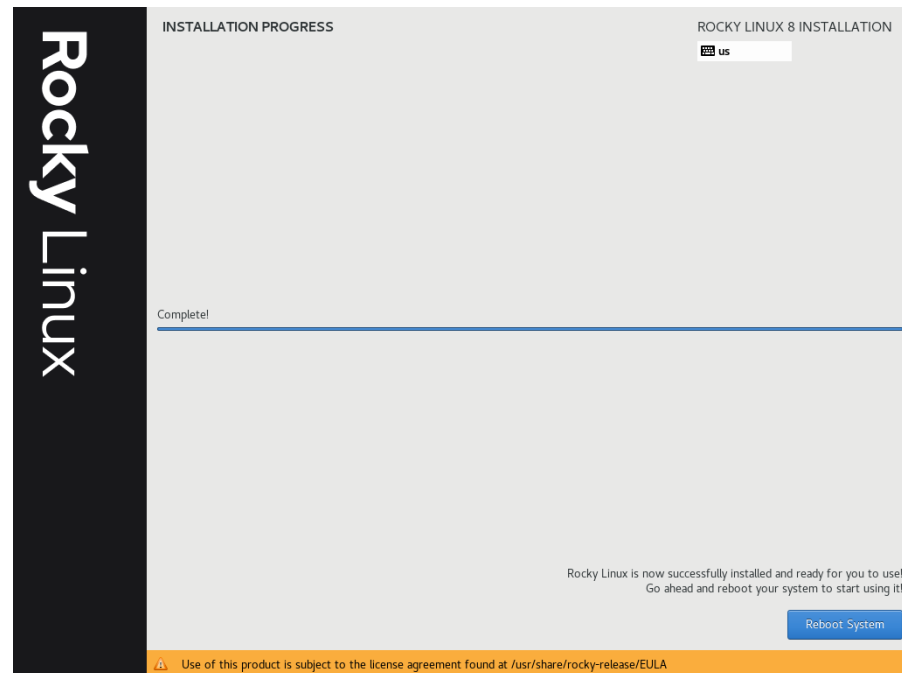 Rocky Linux
INSTALLATION PROGRESS
ROCKY LINUX 8 INSTALLATION
us
Complete!
Rocky Linux is now successfully installed and ready for you to use!
Go ahead and reboot your system to start using it!
Reboot System
Use of this product is subject to the license agreement found at /usr/share/rocky-release/EULA